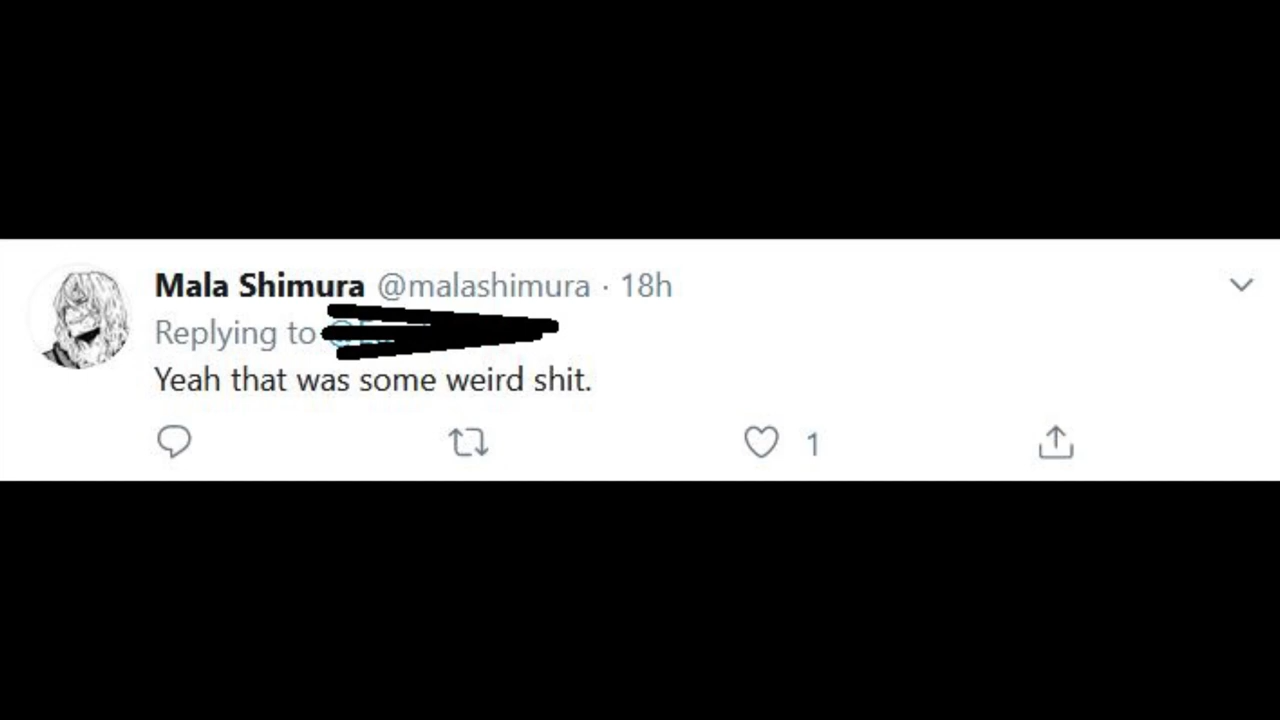 Mala Shimura @malashimura · 18h
Replying to
Yeah that was some weird shit.
1